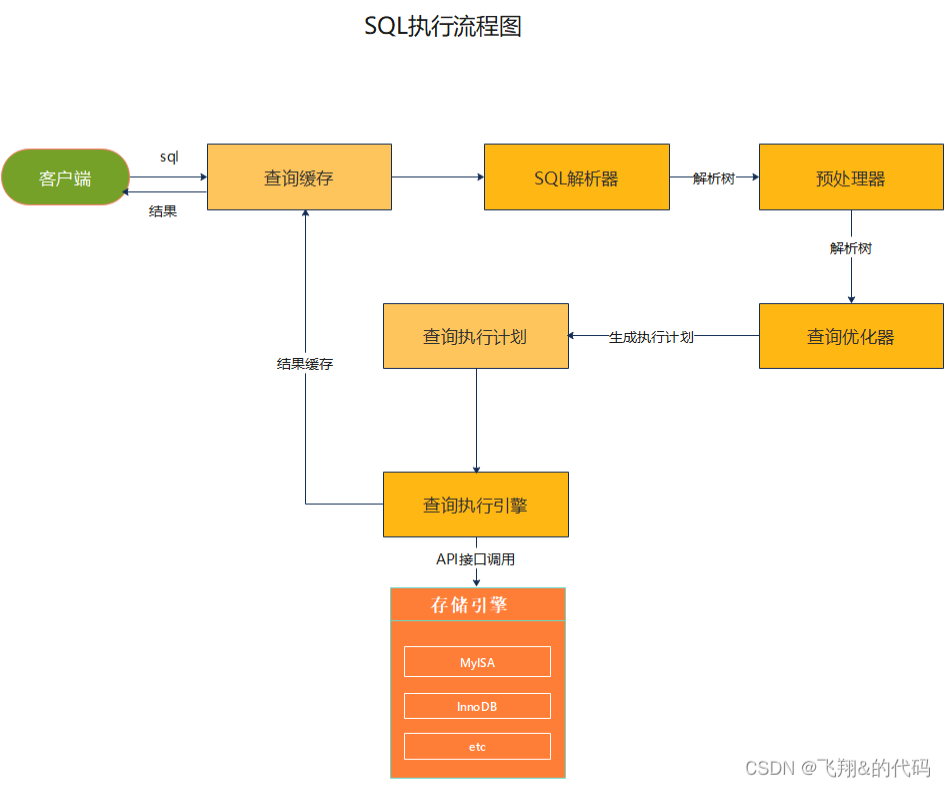 SQL执行流程图
sql
客户端
查询缓存
SQL解析器
解析树
预处理器
结果
解析树
查询执行计划
生成执行计划
查询优化器
结果缓存
查询执行引擎
API接口调用
存储引擎
MyISA
InnoDB
etc
CSDN @飞翔&的代码